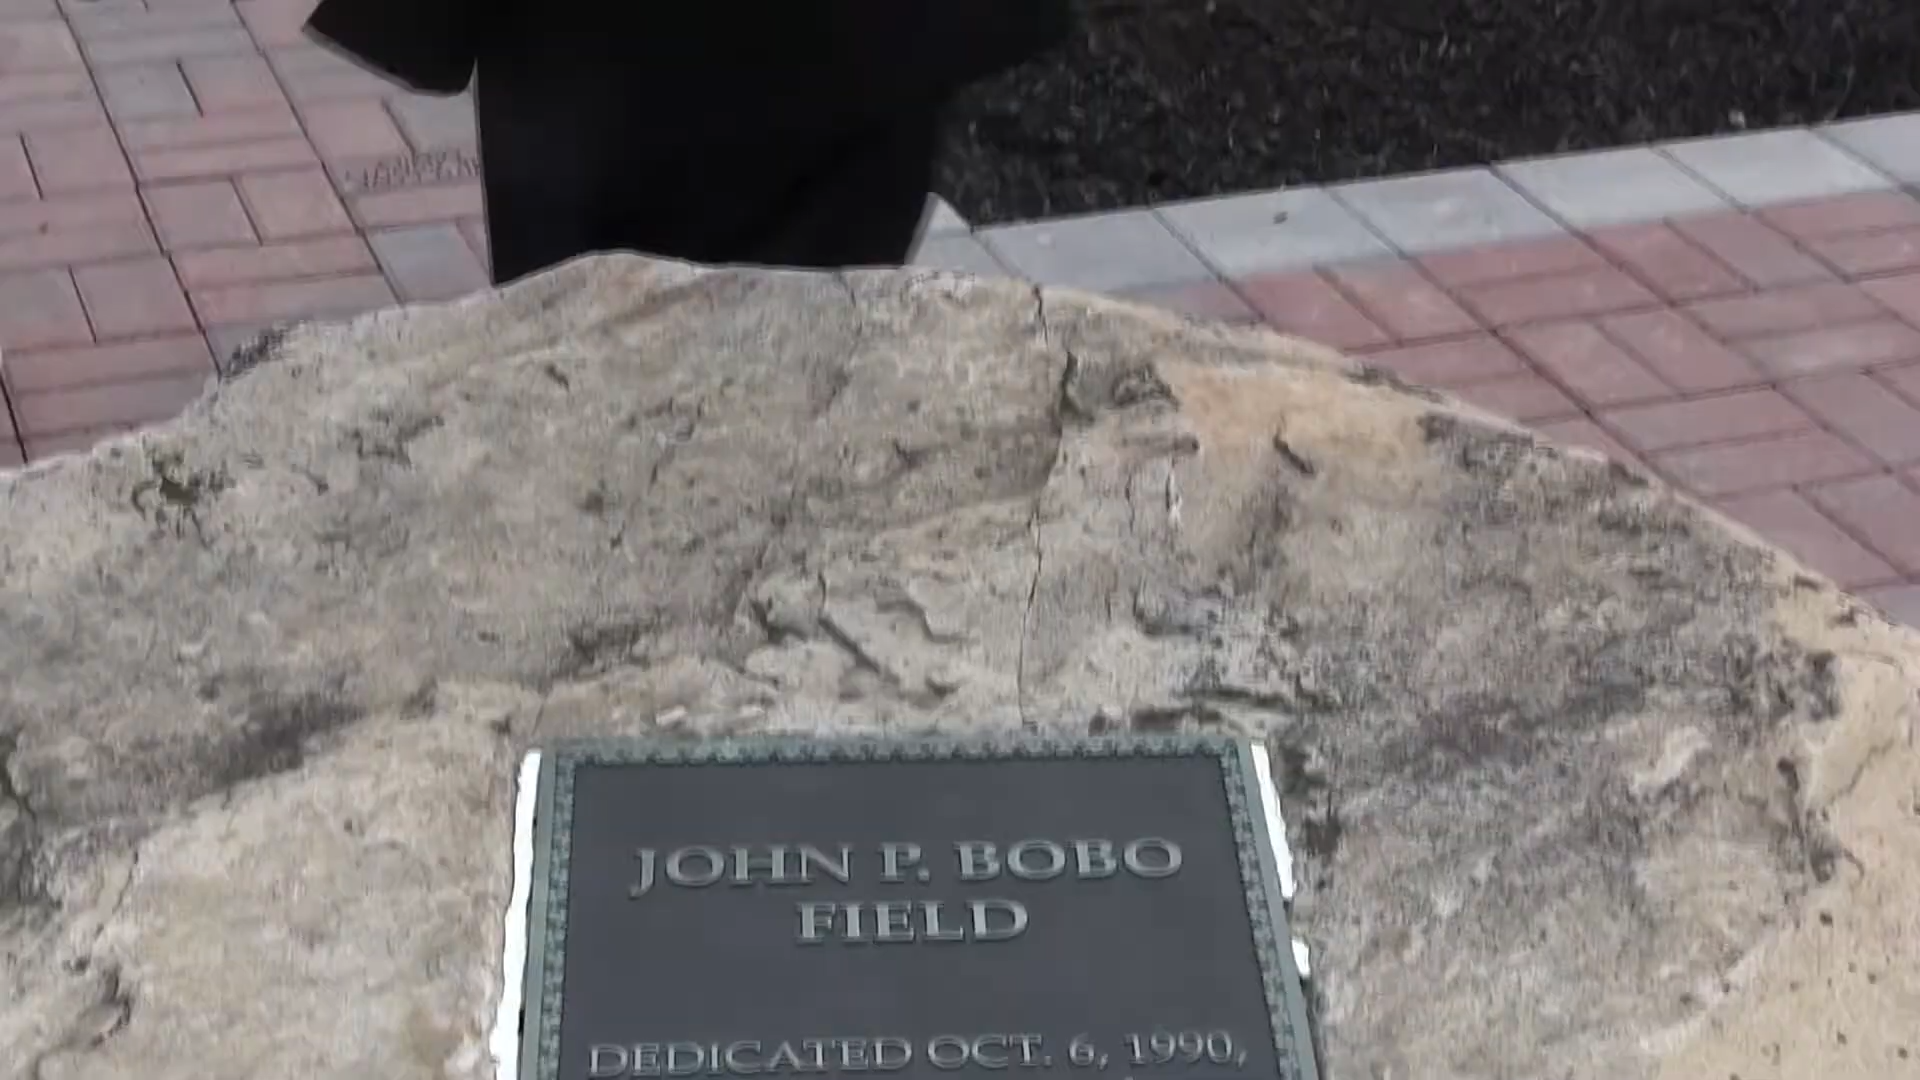 JOHN P. BOBO
FIELD
DEDICATED OCT. 6, 1990,